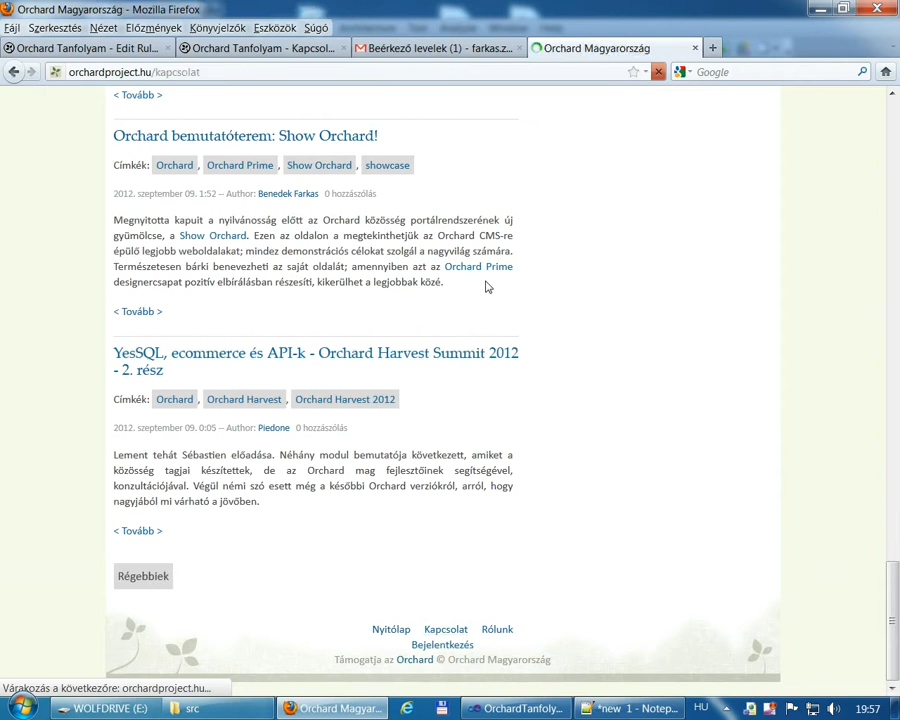 Orchard Magyarország - Mozilla Firefox
Fájl Szerkesztés Nézet Előzmények Könyvjelzők Eszközök Súgó
Orchard Tanfolyam - Edit Rul... × Orchard Tanfolyam - Kapcsol... × Beérkező levelek (1) - farkas.z... × Orchard Magyarország × +
orchardproject.hu/kapcsolat Google
< Tovább >
Orchard bemutatóterem: Show Orchard!
Címkék: Orchard , Orchard Prime , Show Orchard , showcase
2012. szeptember 09. 1:52 – Author: Benedek Farkas 0 hozzászólás
Megnyitotta kapuit a nyilvánosság előtt az Orchard közösség portálrendszerének új
gyümölcse, a Show Orchard. Ezen az oldalon a megtekinthetjük az Orchard CMS-re
épülő legjobb weboldalakat; mindez demonstrációs célokat szolgál a nagyvilág számára.
Természetesen bárki benevezheti az saját oldalát; amennyiben azt az Orchard Prime
designercsapat pozitív elbírálásban részesíti, kikerülhet a legjobbak közé.
< Tovább >
YesSQL, ecommerce és API-k - Orchard Harvest Summit 2012
- 2. rész
Címkék: Orchard , Orchard Harvest , Orchard Harvest 2012
2012. szeptember 09. 0:05 – Author: Piedone 0 hozzászólás
Lement tehát Sébastien előadása. Néhány modul bemutatója következett, amiket a
közösség tagjai készítettek, de az Orchard mag fejlesztőinek segítségével,
konzultációjával. Végül némi szó esett még a későbbi Orchard verziókról, arról, hogy
nagyjából mi várható a jövőben.
< Tovább >
Régebbiek
Nyitólap Kapcsolat Rólunk
Bejelentkezés
Támogatja az Orchard © Orchard Magyarország
Várakozás a következőre: orchardproject.hu...
WOLFDRIVE (E:) src Orchard Magyar... OrchardTanfoly... *new 1 - Notep... HU 19:57